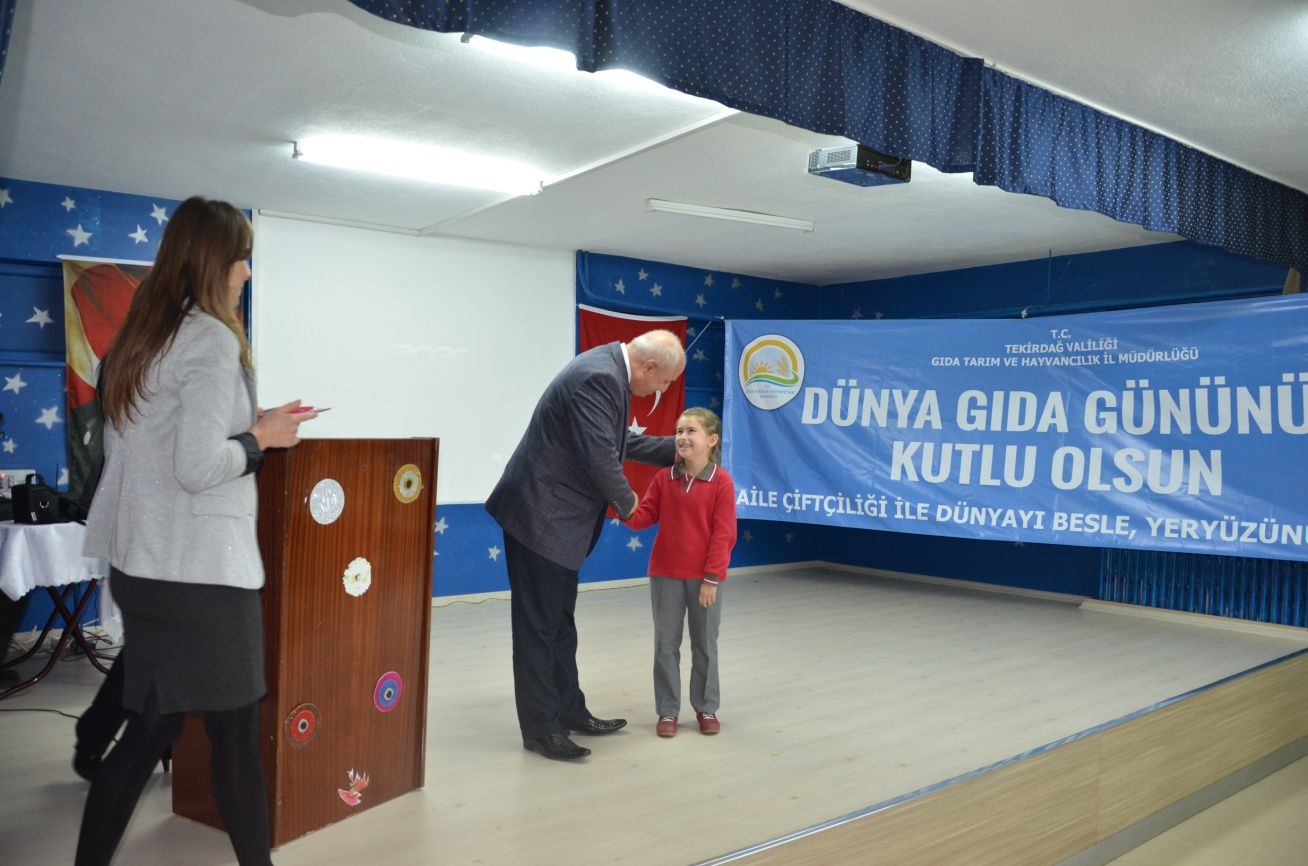 T.C.
TEKİRDAĞ VALİLİĞİ
GIDA TARIM VE HAYVANCILIK İL MÜDÜRLÜĞÜ
DÜNYA GIDA GÜNÜNÜ
KUTLU OLSUN
AİLE ÇİFTÇİLİĞİ İLE DÜNYAYI BESLE, YERYÜZÜNÜ